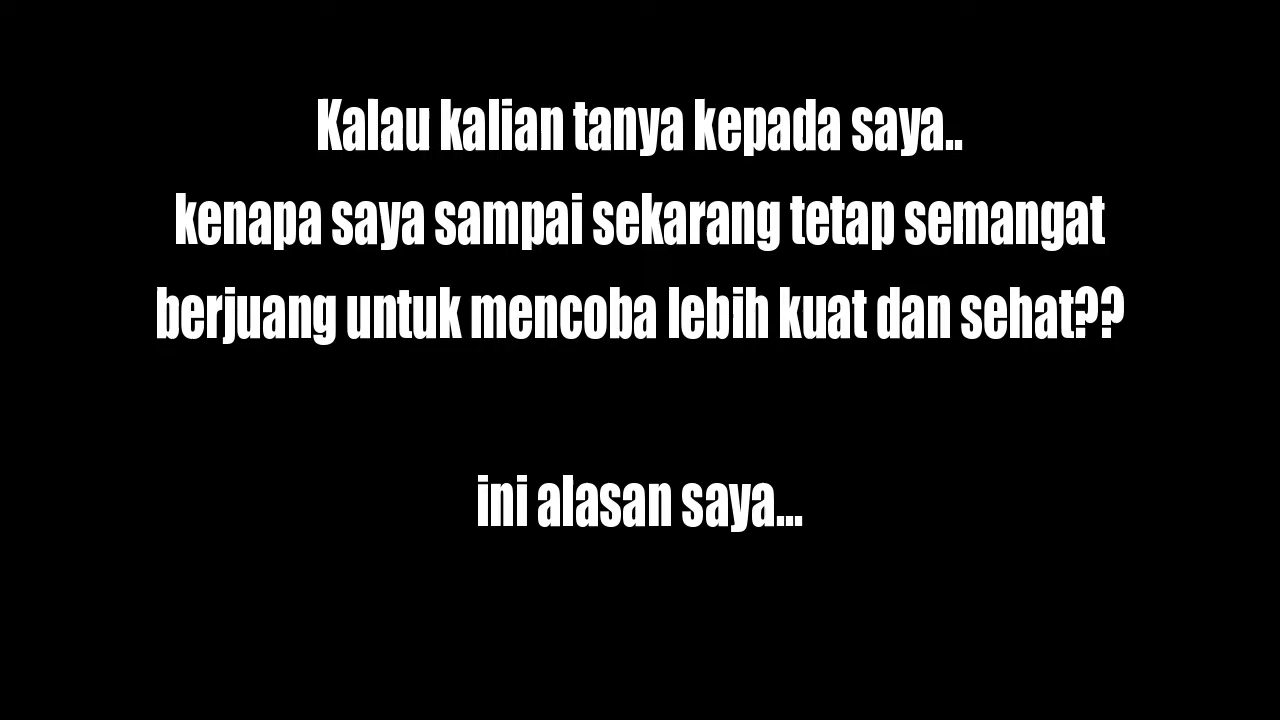 Kalau kalian tanya kepada saya..
kenapa saya sampai sekarang tetap semangat
berjuang untuk mencoba lebih kuat dan sehat??
ini alasan saya...